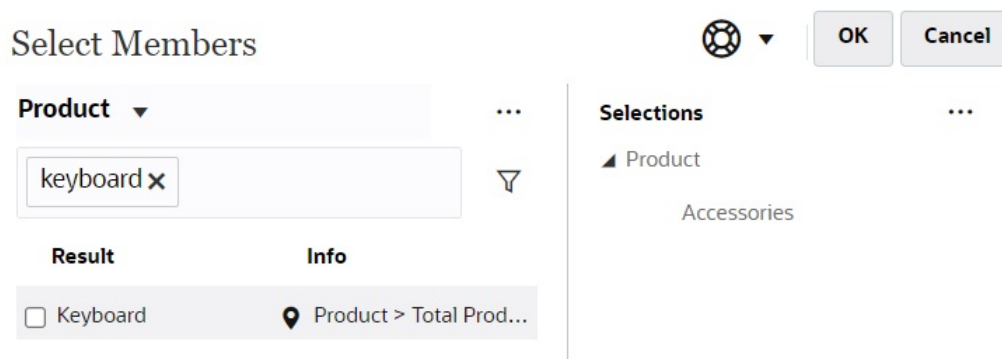 Select Members
OK
Cancel
Product
...
Selections
...
keyboard
Product
Accessories
Result Info
Keyboard Product > Total Prod...